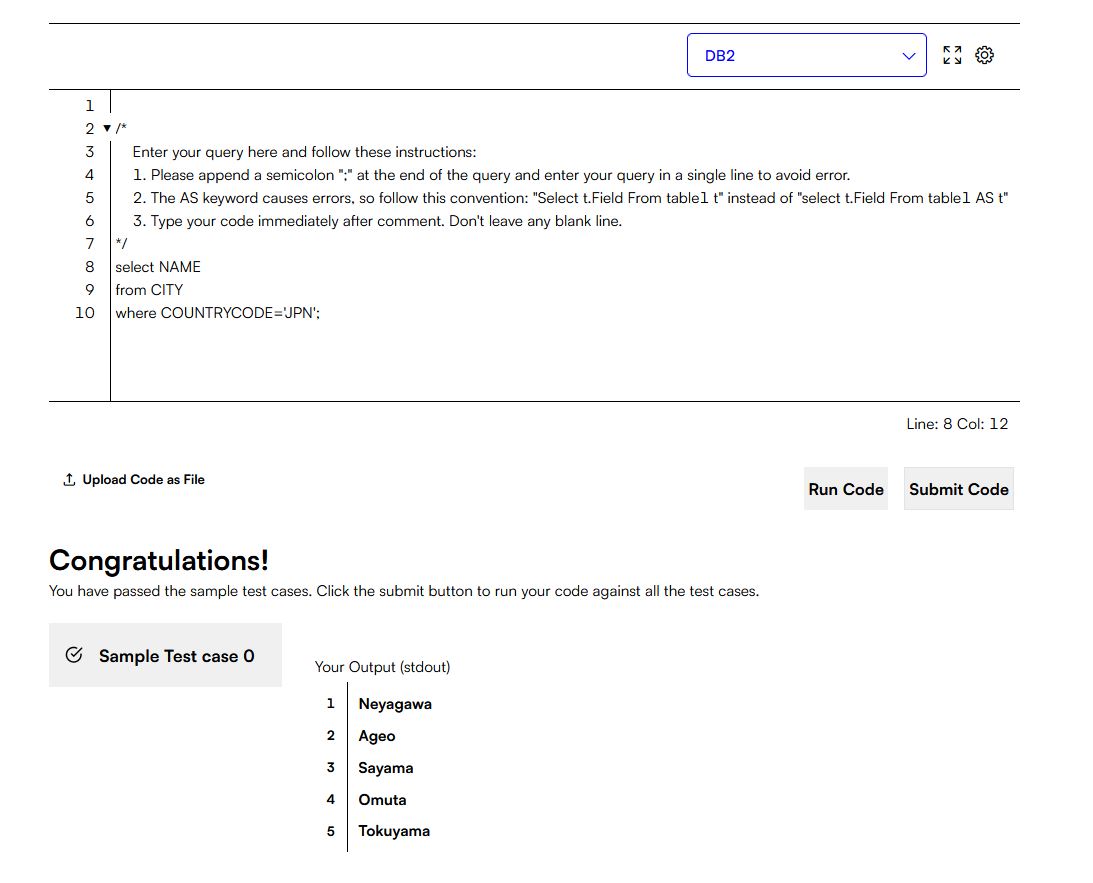 DB2
1
2 /*
3 Enter your query here and follow these instructions:
4 1. Please append a semicolon ";" at the end of the query and enter your query in a single line to avoid error.
5 2. The AS keyword causes errors, so follow this convention: "Select t.Field From table1 t" instead of "select t.Field From table1 AS t"
6 3. Type your code immediately after comment. Don't leave any blank line.
7 */
8 select NAME
9 from CITY
10 where COUNTRYCODE='JPN';
Line: 8 Col: 12
Upload Code as File
Run Code Submit Code
Congratulations!
You have passed the sample test cases. Click the submit button to run your code against all the test cases.
Sample Test case 0
Your Output (stdout)
1 Neyagawa
2 Ageo
3 Sayama
4 Omuta
5 Tokuyama